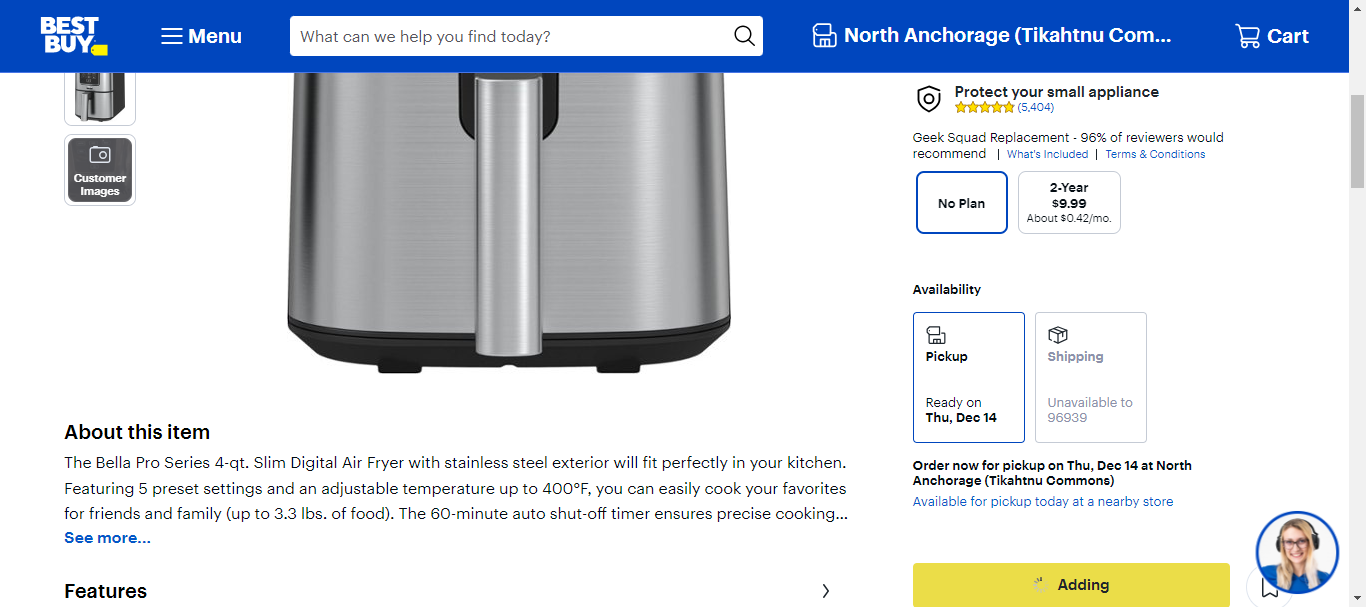 BEST
BUY
Menu
What can we help you find today?
North Anchorage (Tikahtnu Com...
Cart
Customer
Images
Protect your small appliance
(5,404)
Geek Squad Replacement - 96% of reviewers would
recommend | What's Included | Terms & Conditions
No Plan
2-Year
$9.99
About $0.42/mo.
Availability
Pickup
Ready on
Thu, Dec 14
Shipping
Unavailable to
96939
Order now for pickup on Thu, Dec 14 at North
Anchorage (Tikahtnu Commons)
Available for pickup today at a nearby store
Adding
About this item
The Bella Pro Series 4-qt. Slim Digital Air Fryer with stainless steel exterior will fit perfectly in your kitchen.
Featuring 5 preset settings and an adjustable temperature up to 400°F, you can easily cook your favorites
for friends and family (up to 3.3 lbs. of food). The 60-minute auto shut-off timer ensures precise cooking...
See more...
Features